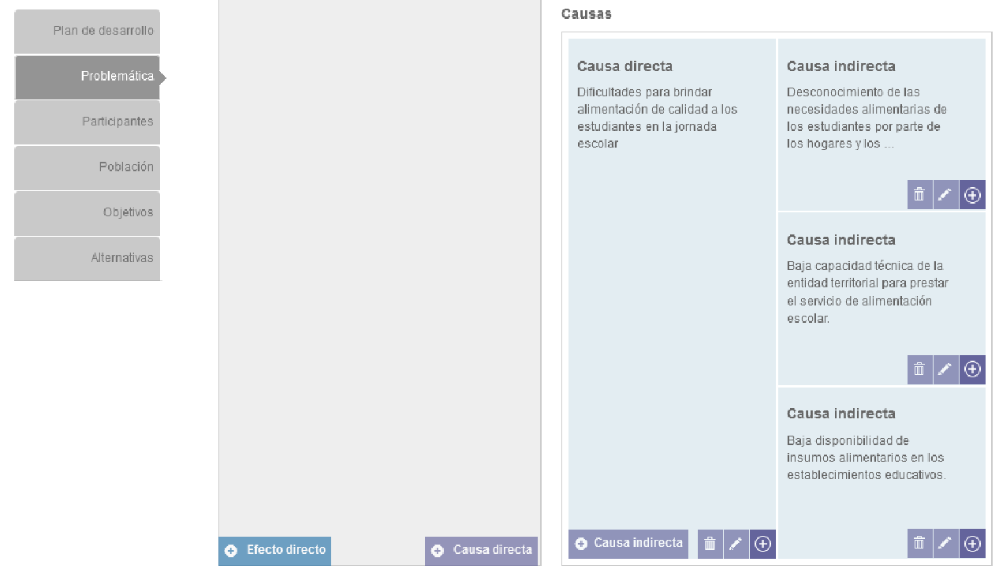 Plan de desarrollo
Problemática
Participantes
Población
Objetivos
Alternativas
Efecto directo
Causa directa
Causas
Causa directa
Dificultades para brindar
alimentación de calidad a los
estudiantes en la jornada
escolar
Causa indirecta
Causa indirecta
Desconocimiento de las
necesidades alimentarias de
los estudiantes por parte de
los hogares y los ...
Causa indirecta
Baja capacidad técnica de la
entidad territorial para prestar
el servicio de alimentación
escolar.
Causa indirecta
Baja disponibilidad de
insumos alimentarios en los
establecimientos educativos.